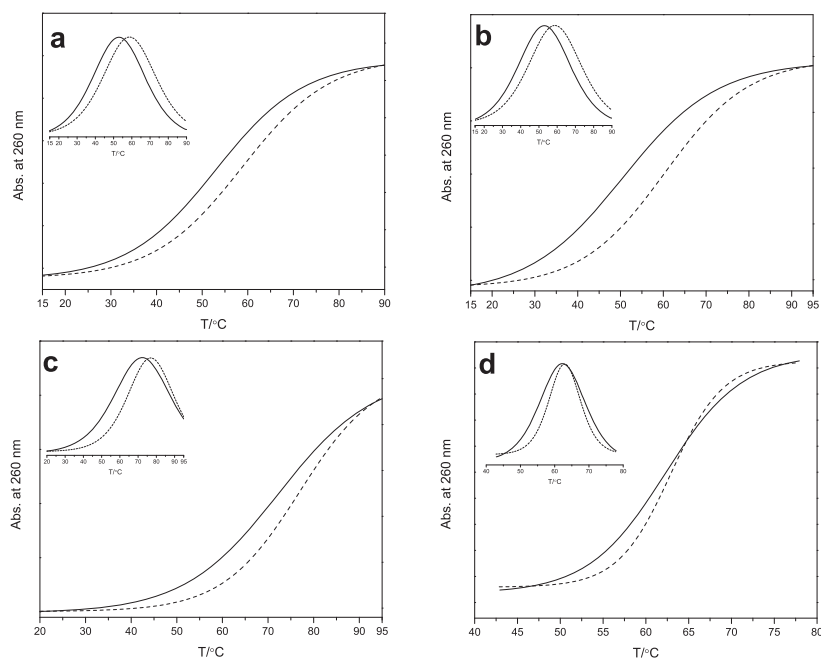 a
15 20 30 40 50 60 70 80 90
T/°C
Abs. at 260 nm
15 20 30 40 50 60 70 80 90
T/°C
b
15 20 30 40 50 60 70 80 90
T/°C
Abs. at 260 nm
15 20 30 40 50 60 70 80 90 95
T/°C
c
20 30 40 50 60 70 80 90 95
T/°C
Abs. at 260 nm
20 30 40 50 60 70 80 90 95
T/°C
d
40 50 60 70 80
T/°C
Abs. at 260 nm
40 45 50 55 60 65 70 75 80
T/°C